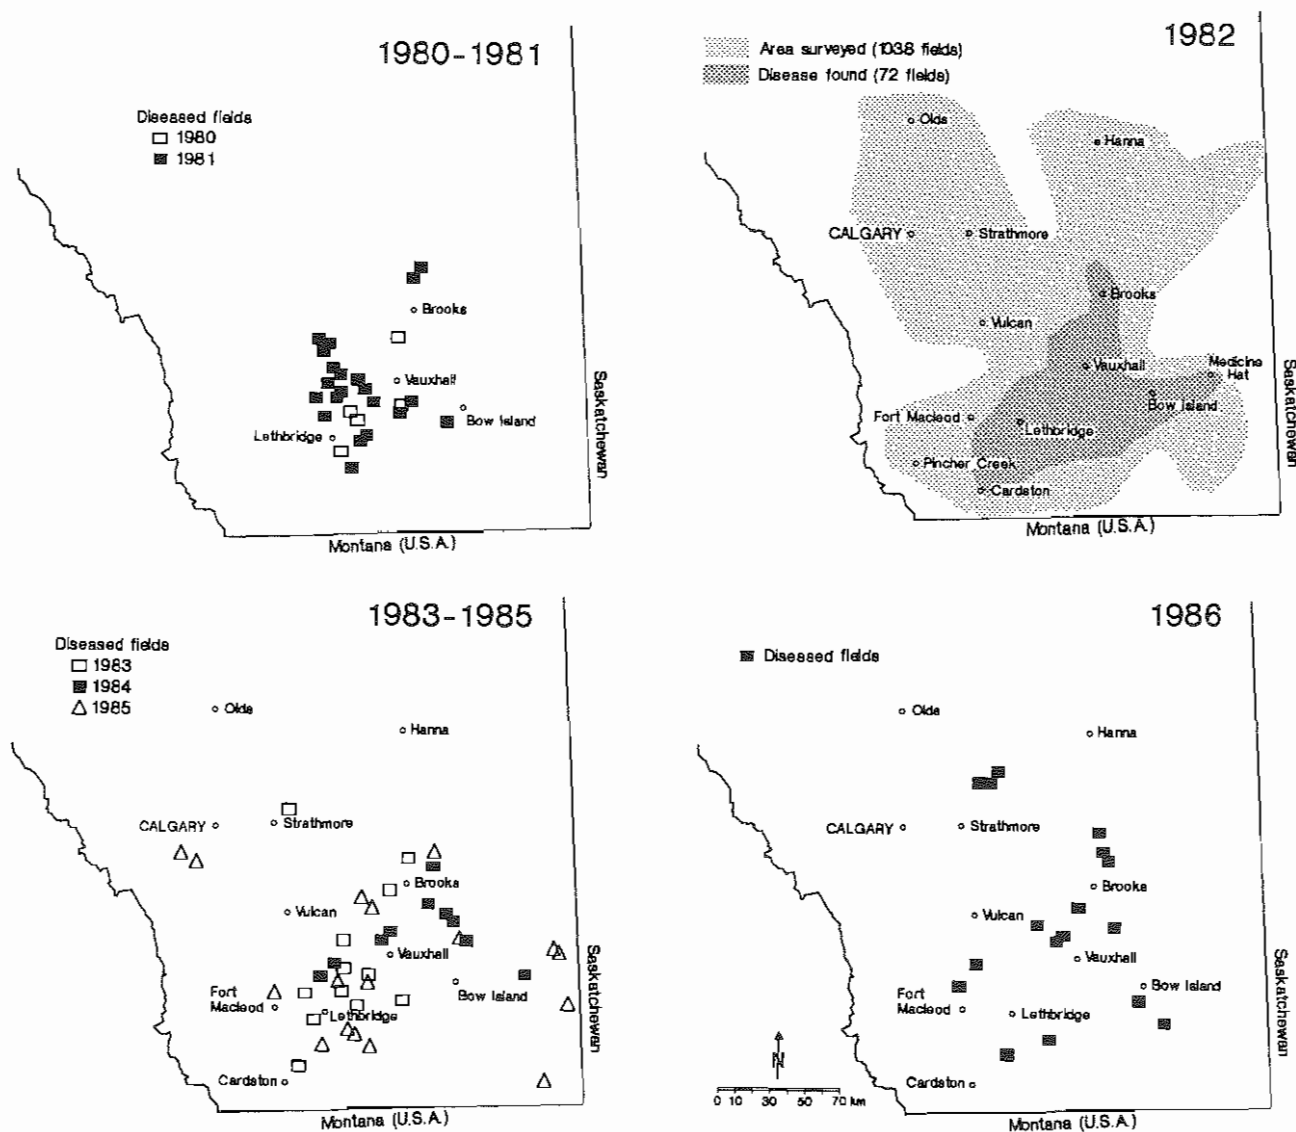 1980-1981
Diseased fields
1980
1981
Brooks
Vauxhall
Bow Island
Lethbridge
Saskatchewan
Montana (U.S.A.)
1982
Area surveyed (1038 fields)
Disease found (72 fields)
Olds
Hanna
CALGARY
Strathmore
Brooks
Vulcan
Vauxhall
Medicine
Hat
Bow Island
Fort Macleod
Lethbridge
Pincher Creek
Cardston
Saskatchewan
Montana (U.S.A.)
1983-1985
Diseased fields
1983
1984
1985
Olds
Hanna
CALGARY
Strathmore
Brooks
Vulcan
Vauxhall
Bow Island
Fort
Macleod
Lethbridge
Cardston
Saskatchewan
Montana (U.S.A.)
1986
Diseased fields
Olds
Hanna
CALGARY
Strathmore
Brooks
Vulcan
Vauxhall
Bow Island
Fort
Macleod
Lethbridge
Cardston
N
0 10 30 50 70 km
Saskatchewan
Montana (U.S.A.)